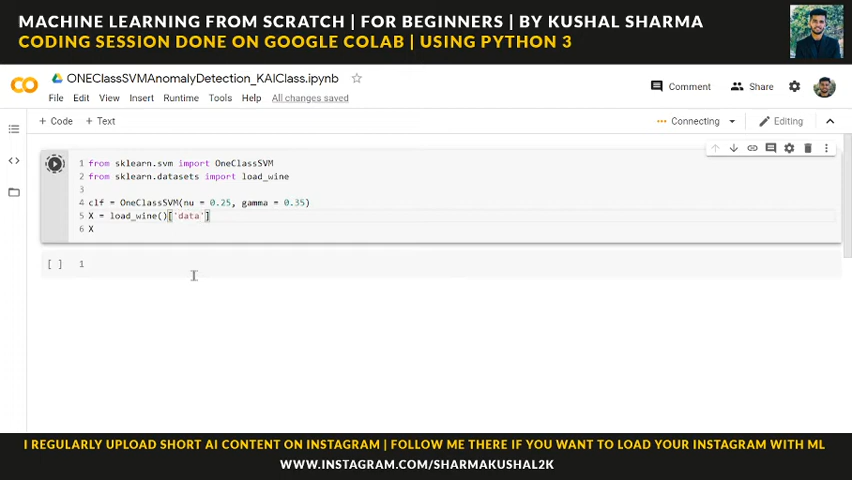 MACHINE LEARNING FROM SCRATCH | FOR BEGINNERS | BY KUSHAL SHARMA
CODING SESSION DONE ON GOOGLE COLAB | USING PYTHON 3
ONEClassSVMAnomalyDetection_KAIClass.ipynb
Comment
Share
File Edit View Insert Runtime Tools Help All changes saved
+ Code + Text
Connecting
Editing
1 from sklearn.svm import OneClassSVM
2 from sklearn.datasets import load_wine
3
4 clf = OneClassSVM(nu = 0.25, gamma = 0.35)
5 X = load_wine()['data']
6 X
[ ] 1
I REGULARLY UPLOAD SHORT AI CONTENT ON INSTAGRAM | FOLLOW ME THERE IF YOU WANT TO LOAD YOUR INSTAGRAM WITH ML
WWW.INSTAGRAM.COM/SHARMAKUSHAL2K